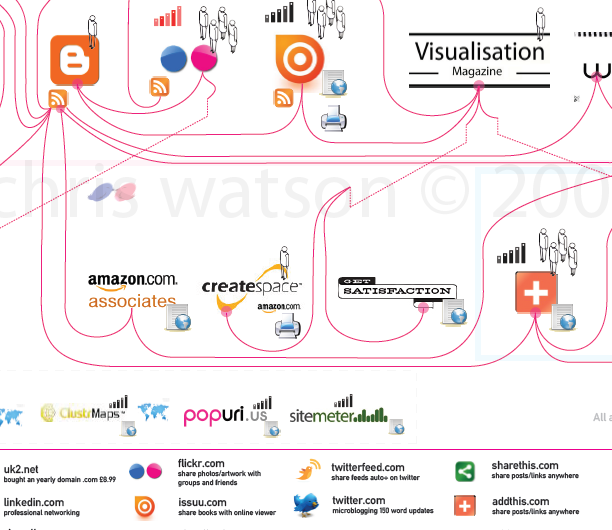 Visualisation
Magazine
chris watson © 200
amazon.com.
associates
createspace™
amazon.com.
GET
SATISFACTION
ClustrMaps™
popuri.us
sitemeter
All a
uk2.net
bought an yearly domain .com £8.99
flickr.com
share photos/artwork with
groups and friends
twitterfeed.com
share feeds auto+ on twitter
sharethis.com
share posts/links anywhere
linkedin.com
professional networking
issuu.com
share books with online viewer
twitter.com
microblogging 150 word updates
addthis.com
share posts/links anywhere